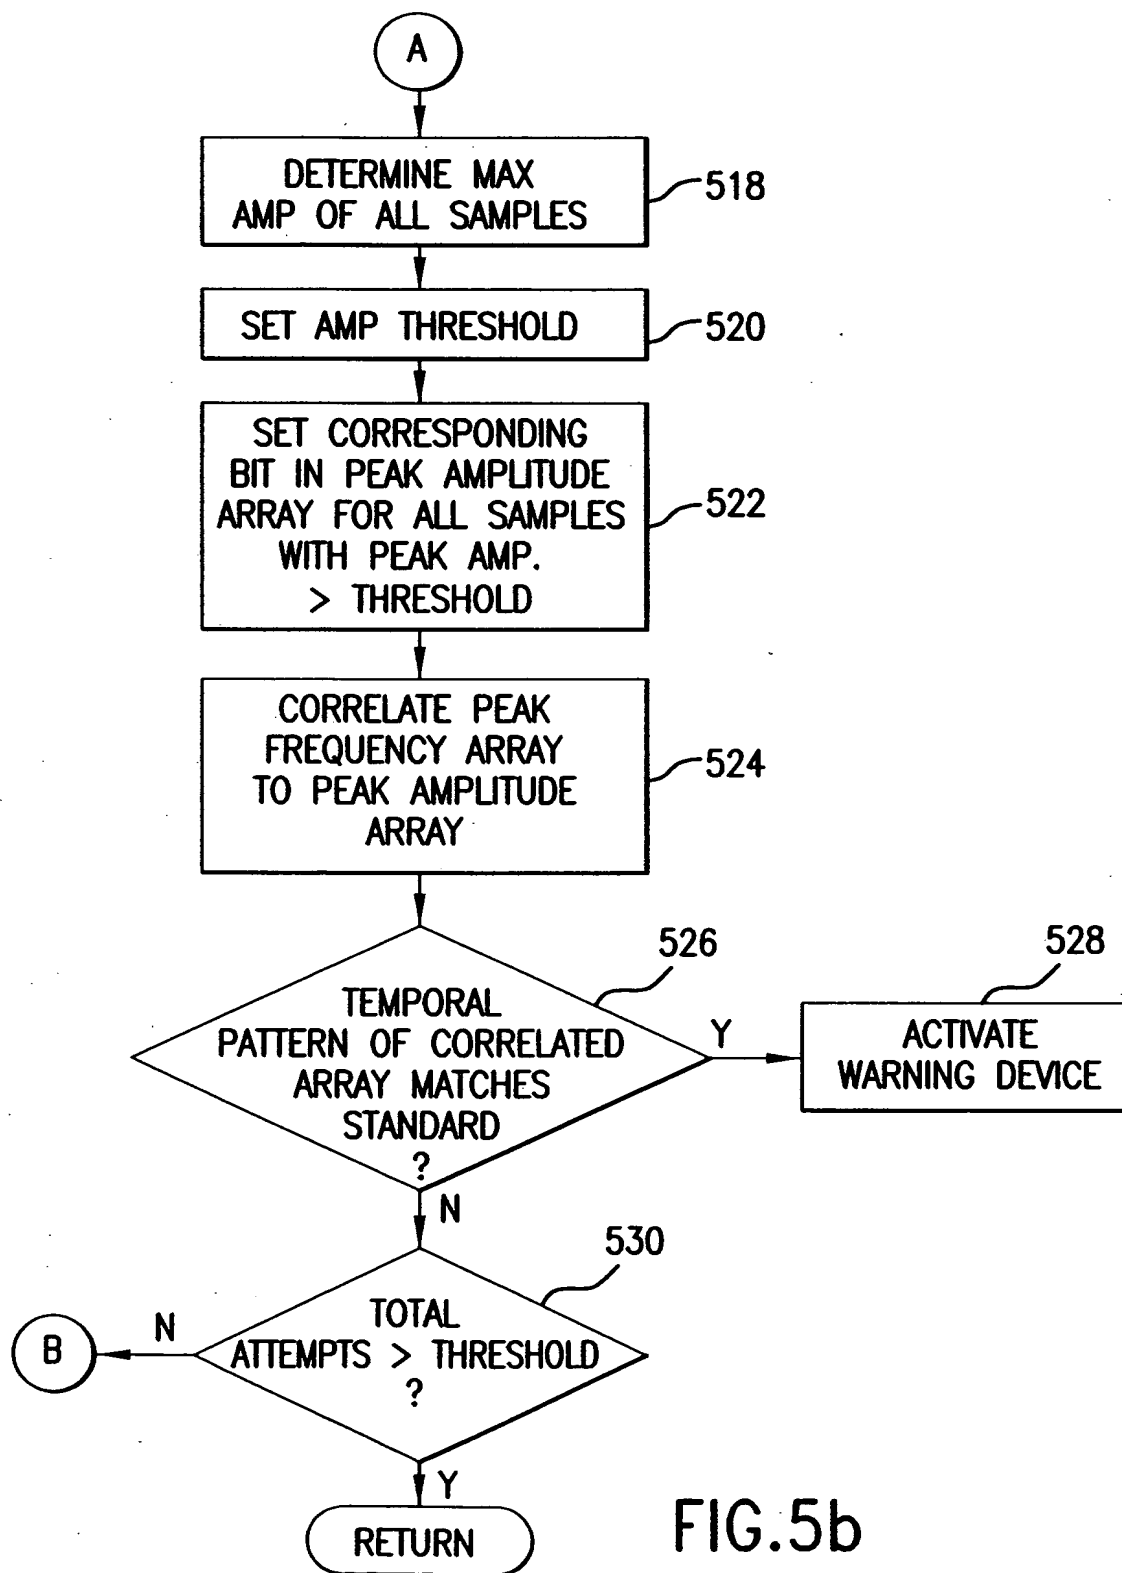 A
DETERMINE MAX
AMP OF ALL SAMPLES
518
SET AMP THRESHOLD
520
SET CORRESPONDING
BIT IN PEAK AMPLITUDE
ARRAY FOR ALL SAMPLES
WITH PEAK AMP.
> THRESHOLD
522
CORRELATE PEAK
FREQUENCY ARRAY
TO PEAK AMPLITUDE
ARRAY
524
526
TEMPORAL
PATTERN OF CORRELATED
ARRAY MATCHES
STANDARD
?
Y
528
ACTIVATE
WARNING DEVICE
N
530
TOTAL
ATTEMPTS > THRESHOLD
?
N
B
Y
RETURN
FIG.5b